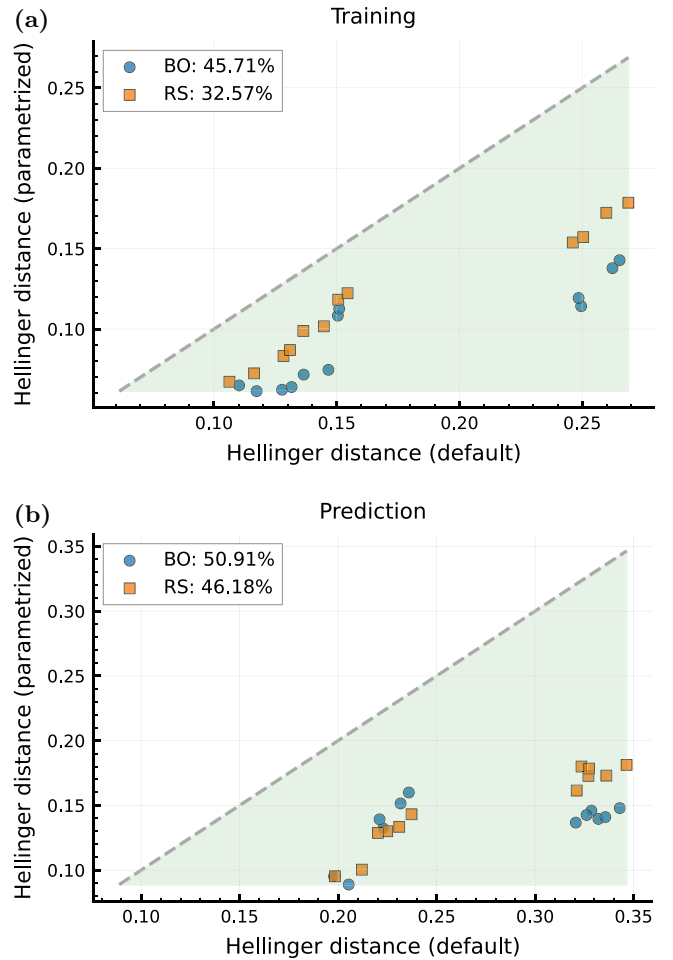 (a)
Training
BO: 45.71%
RS: 32.57%
Hellinger distance (parametrized)
0.25
0.20
0.15
0.10
0.10 0.15 0.20 0.25
Hellinger distance (default)
(b)
Prediction
BO: 50.91%
RS: 46.18%
Hellinger distance (parametrized)
0.35
0.30
0.25
0.20
0.15
0.10
0.10 0.15 0.20 0.25 0.30 0.35
Hellinger distance (default)